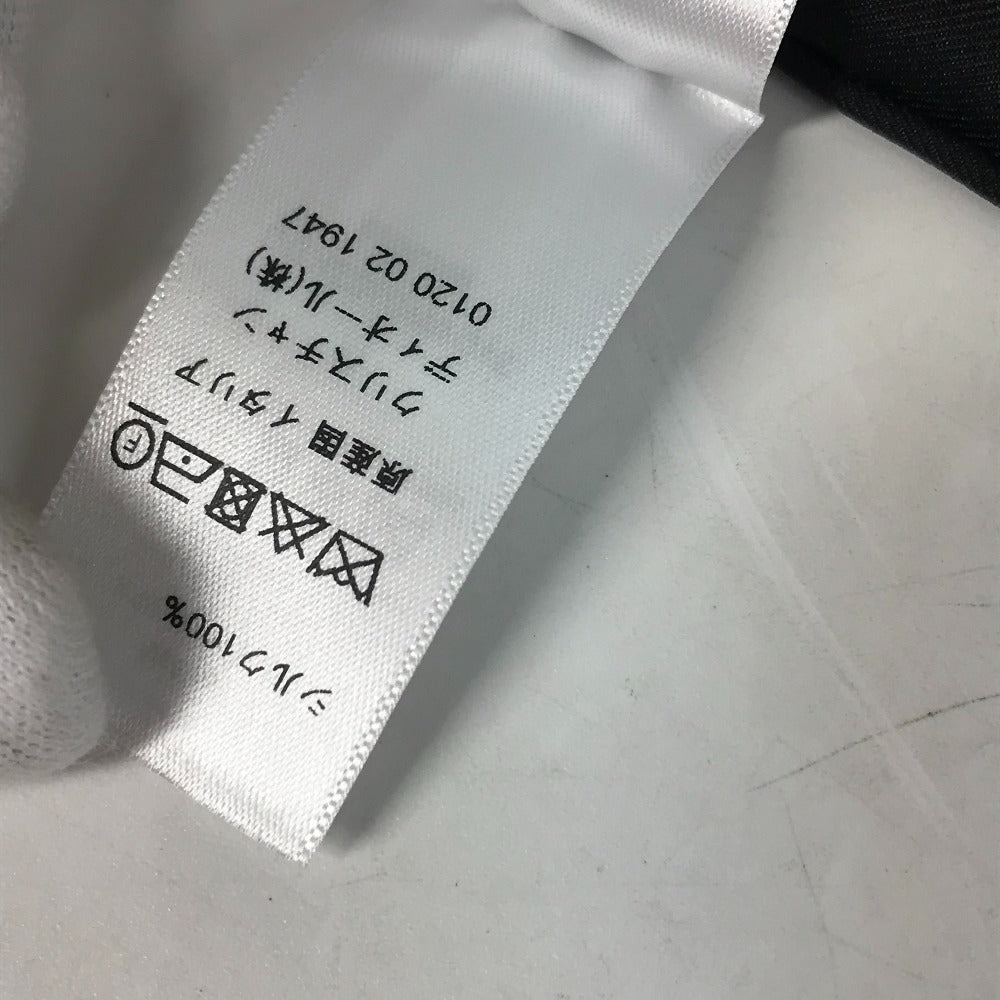 シルク100%
F
原産国 イタリア
クリスチャン
ディオール(株)
0120 02 1947